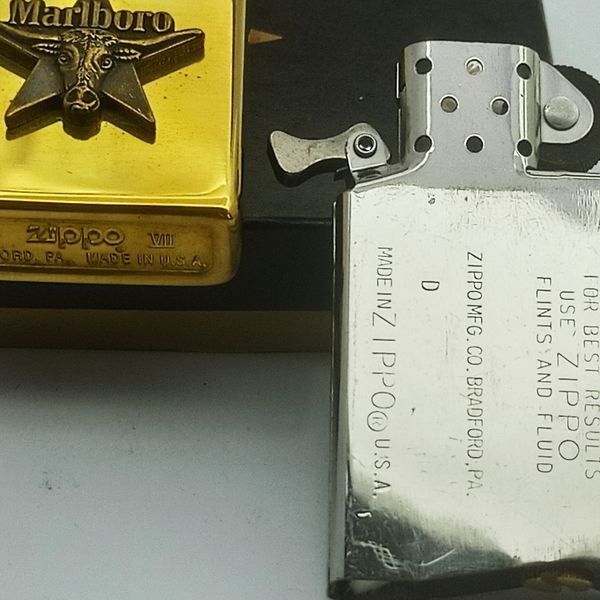 Marlboro
Zippo VII
ORD, PA. MADE IN U.S.A.
MADE IN ZIPPO® U.S.A.
D
ZIPPO MFG. CO. BRADFORD, PA.
FOR BEST RESULTS
USE ZIPPO
FLINTS AND FLUID